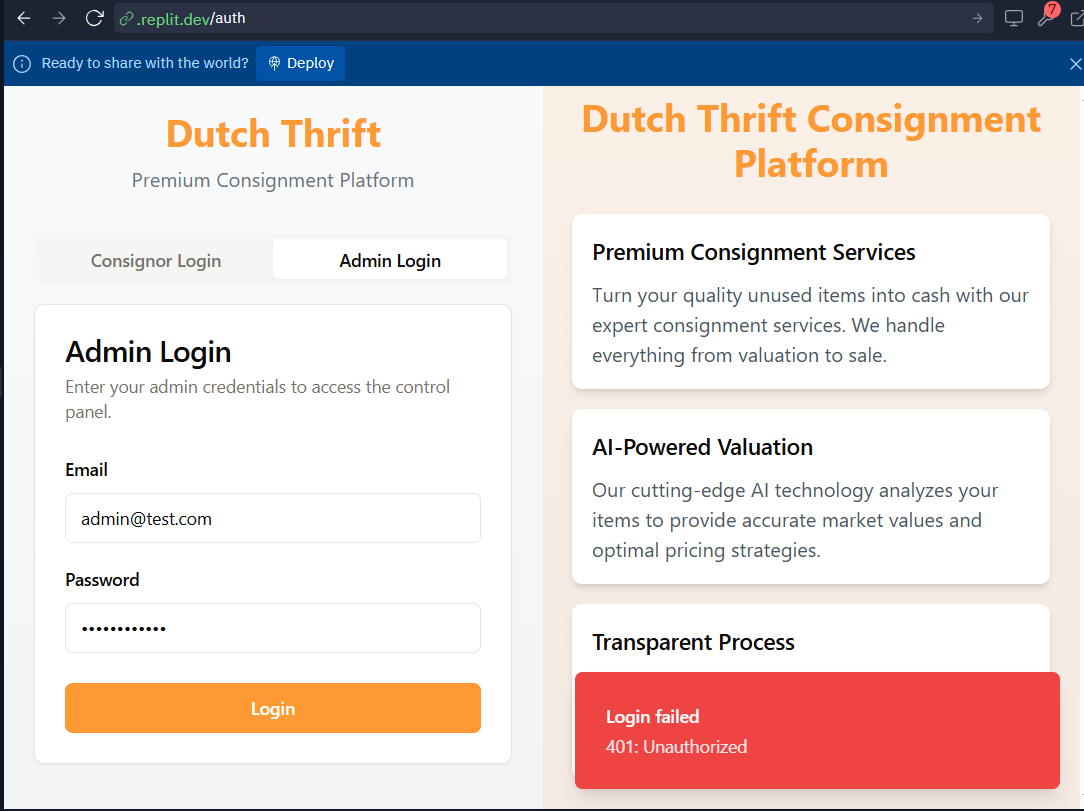 .replit.dev/auth
7
Ready to share with the world?
Deploy
Dutch Thrift
Premium Consignment Platform
Consignor Login
Admin Login
Admin Login
Enter your admin credentials to access the control
panel.
Email
admin@test.com
Password
••••••••••••
Login
Dutch Thrift Consignment
Platform
Premium Consignment Services
Turn your quality unused items into cash with our
expert consignment services. We handle
everything from valuation to sale.
AI-Powered Valuation
Our cutting-edge AI technology analyzes your
items to provide accurate market values and
optimal pricing strategies.
Transparent Process
Login failed
401: Unauthorized